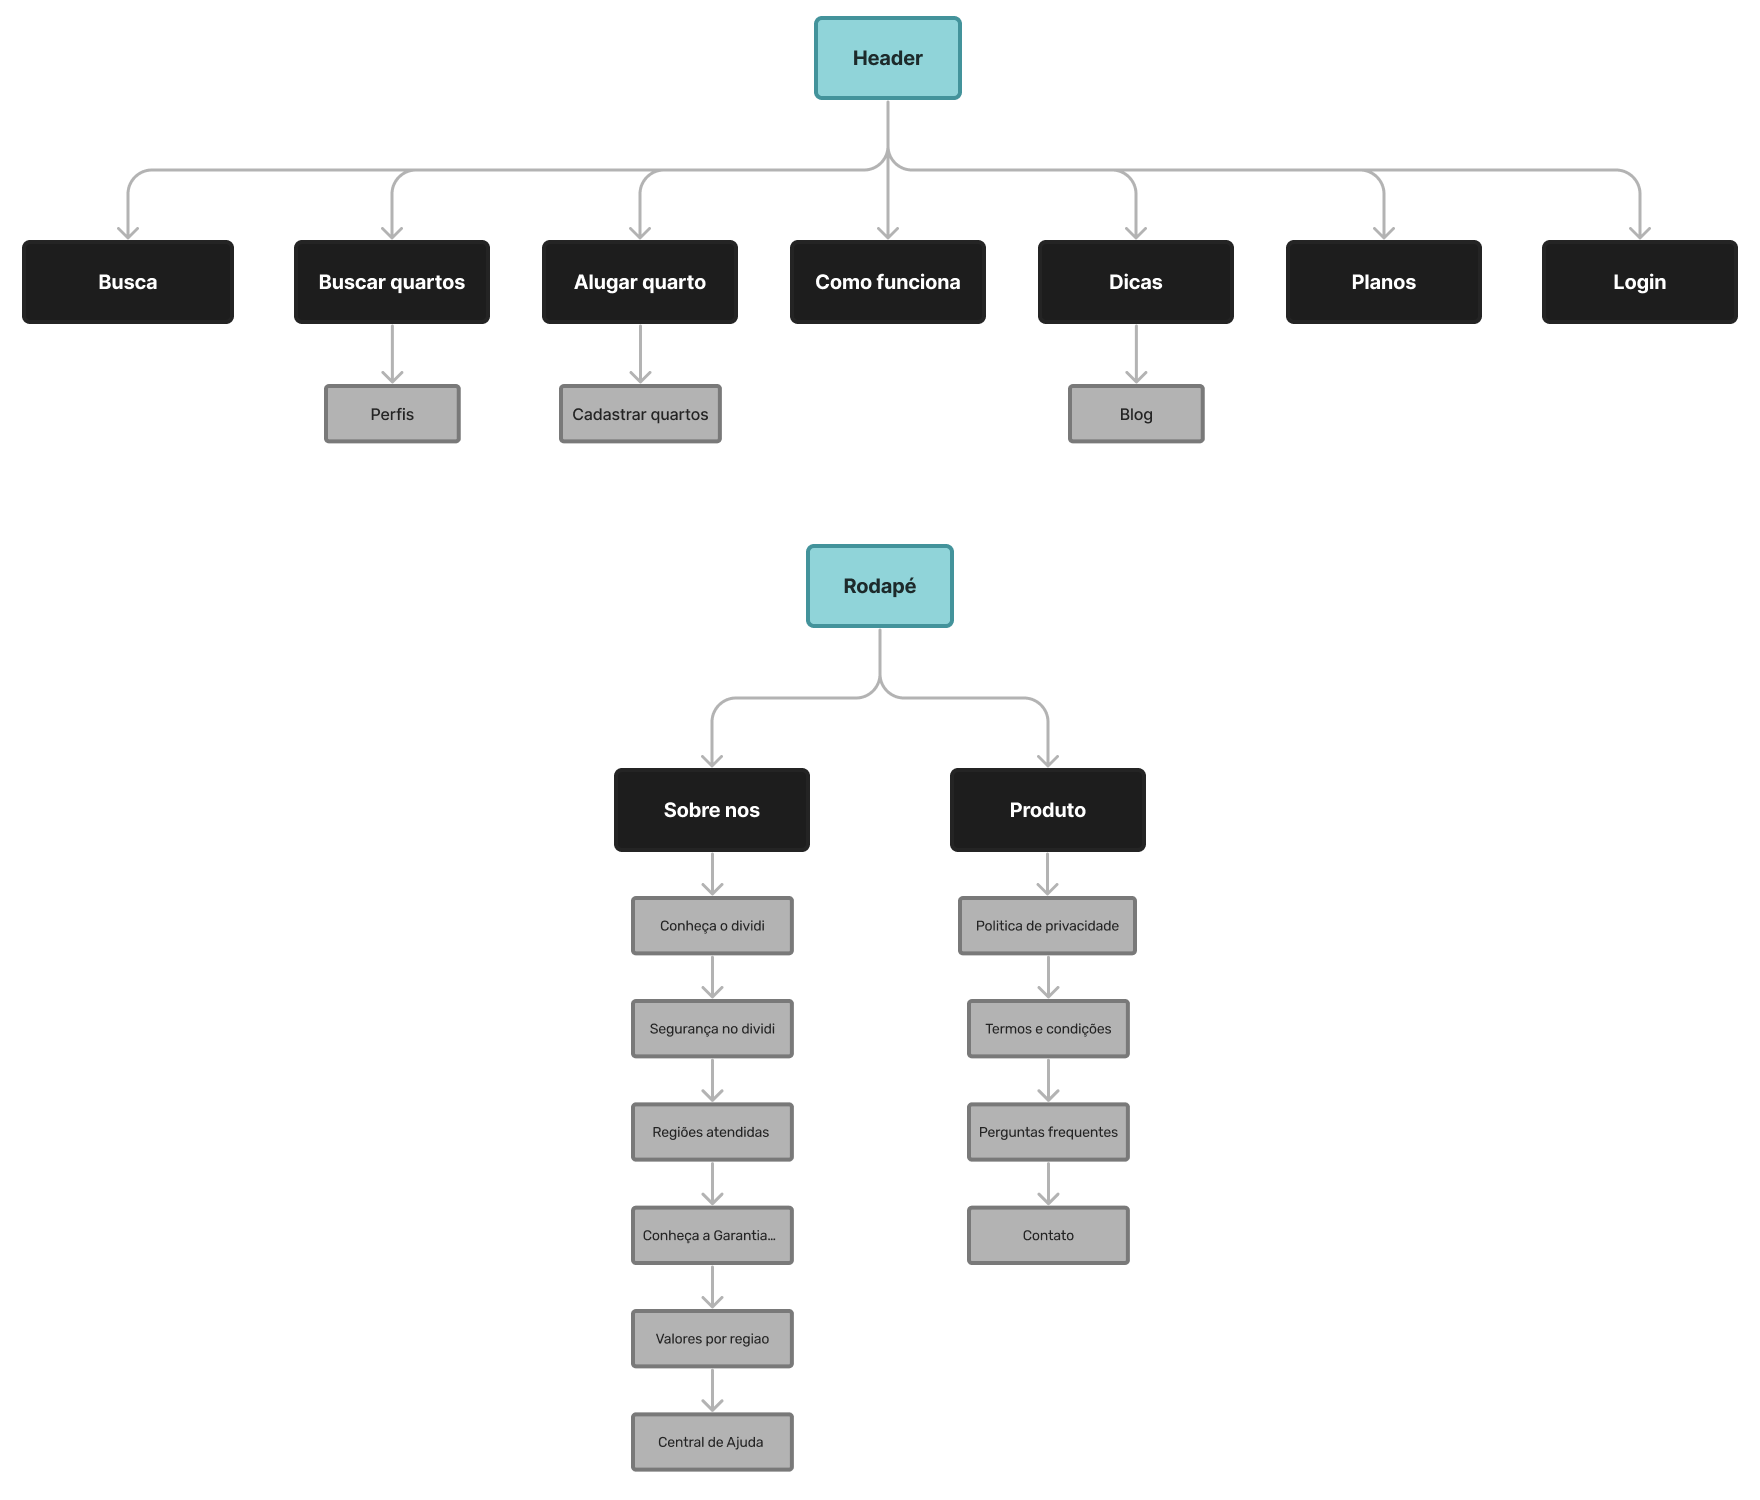 Header
Busca
Buscar quartos
Alugar quarto
Como funciona
Dicas
Planos
Login
Perfis
Cadastrar quartos
Blog
Rodapé
Sobre nos
Produto
Conheça o dividi
Politica de privacidade
Segurança no dividi
Termos e condições
Regiões atendidas
Perguntas frequentes
Conheça a Garantia...
Contato
Valores por regiao
Central de Ajuda